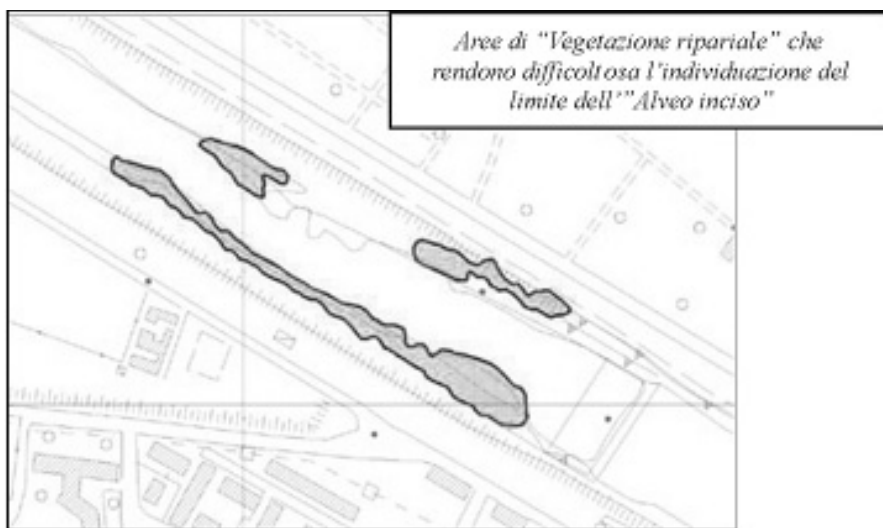 Aree di “Vegetazione ripariale” che
rendono difficoltosa l’individuazione del
limite dell’”Alveo inciso”